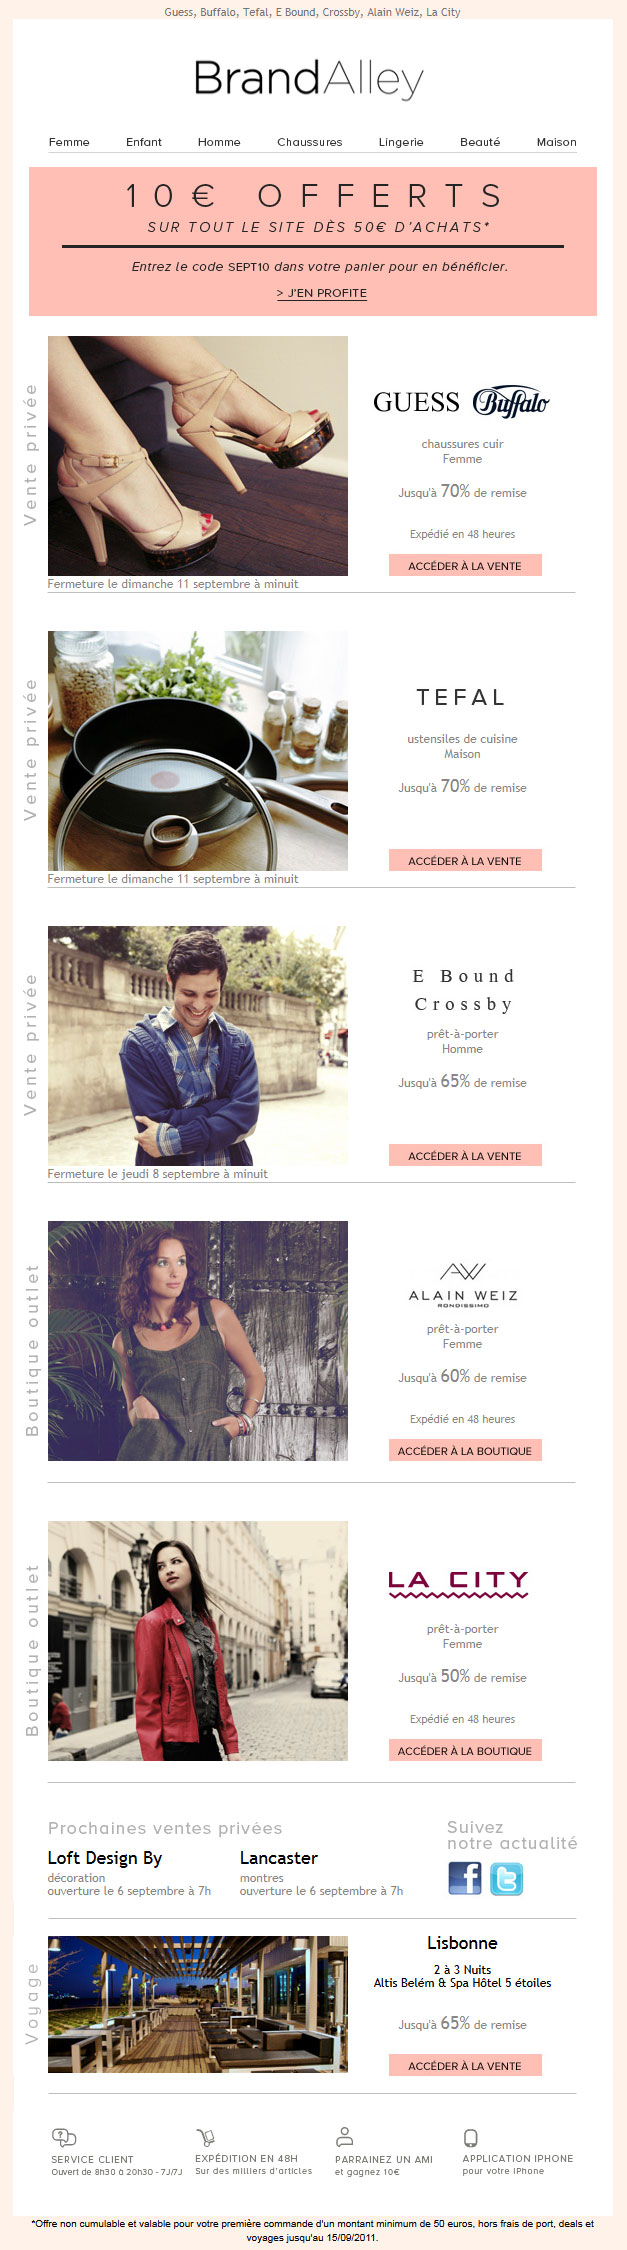 Guess, Buffalo, Tefal, E Bound, Crossby, Alain Weiz, La City
BrandAlley
Femme Enfant Homme Chaussures Lingerie Beauté Maison
10€ OFFERTS
SUR TOUT LE SITE DÈS 50€ D'ACHATS*
Entrez le code SEPT10 dans votre panier pour en bénéficier.
> J'EN PROFITE
Vente privée
GUESS Buffalo
chaussures cuir
Femme
Jusqu'à 70% de remise
Expédié en 48 heures
ACCÉDER À LA VENTE
Fermeture le dimanche 11 septembre à minuit
Vente privée
TEFAL
ustensiles de cuisine
Maison
Jusqu'à 70% de remise
ACCÉDER À LA VENTE
Fermeture le dimanche 11 septembre à minuit
Vente privée
E Bound
Crossby
prêt-à-porter
Homme
Jusqu'à 65% de remise
ACCÉDER À LA VENTE
Fermeture le jeudi 8 septembre à minuit
Boutique outlet
AW
ALAIN WEIZ
RONDISSIMO
prêt-à-porter
Femme
Jusqu'à 60% de remise
Expédié en 48 heures
ACCÉDER À LA BOUTIQUE
Boutique outlet
LA CITY
prêt-à-porter
Femme
Jusqu'à 50% de remise
Expédié en 48 heures
ACCÉDER À LA BOUTIQUE
Prochaines ventes privées
Loft Design By
décoration
ouverture le 6 septembre à 7h
Lancaster
montres
ouverture le 6 septembre à 7h
Suivez
notre actualité
f t
Voyage
Lisbonne
2 à 3 Nuits
Altis Belém & Spa Hôtel 5 étoiles
Jusqu'à 65% de remise
ACCÉDER À LA VENTE
?
SERVICE CLIENT
Ouvert de 8h30 à 20h30 - 7J/7J
EXPÉDITION EN 48H
Sur des milliers d'articles
PARRAINEZ UN AMI
et gagnez 10€
APPLICATION IPHONE
pour votre iPhone
*Offre non cumulable et valable pour votre première commande d'un montant minimum de 50 euros, hors frais de port, deals et
voyages jusqu'au 15/09/2011.